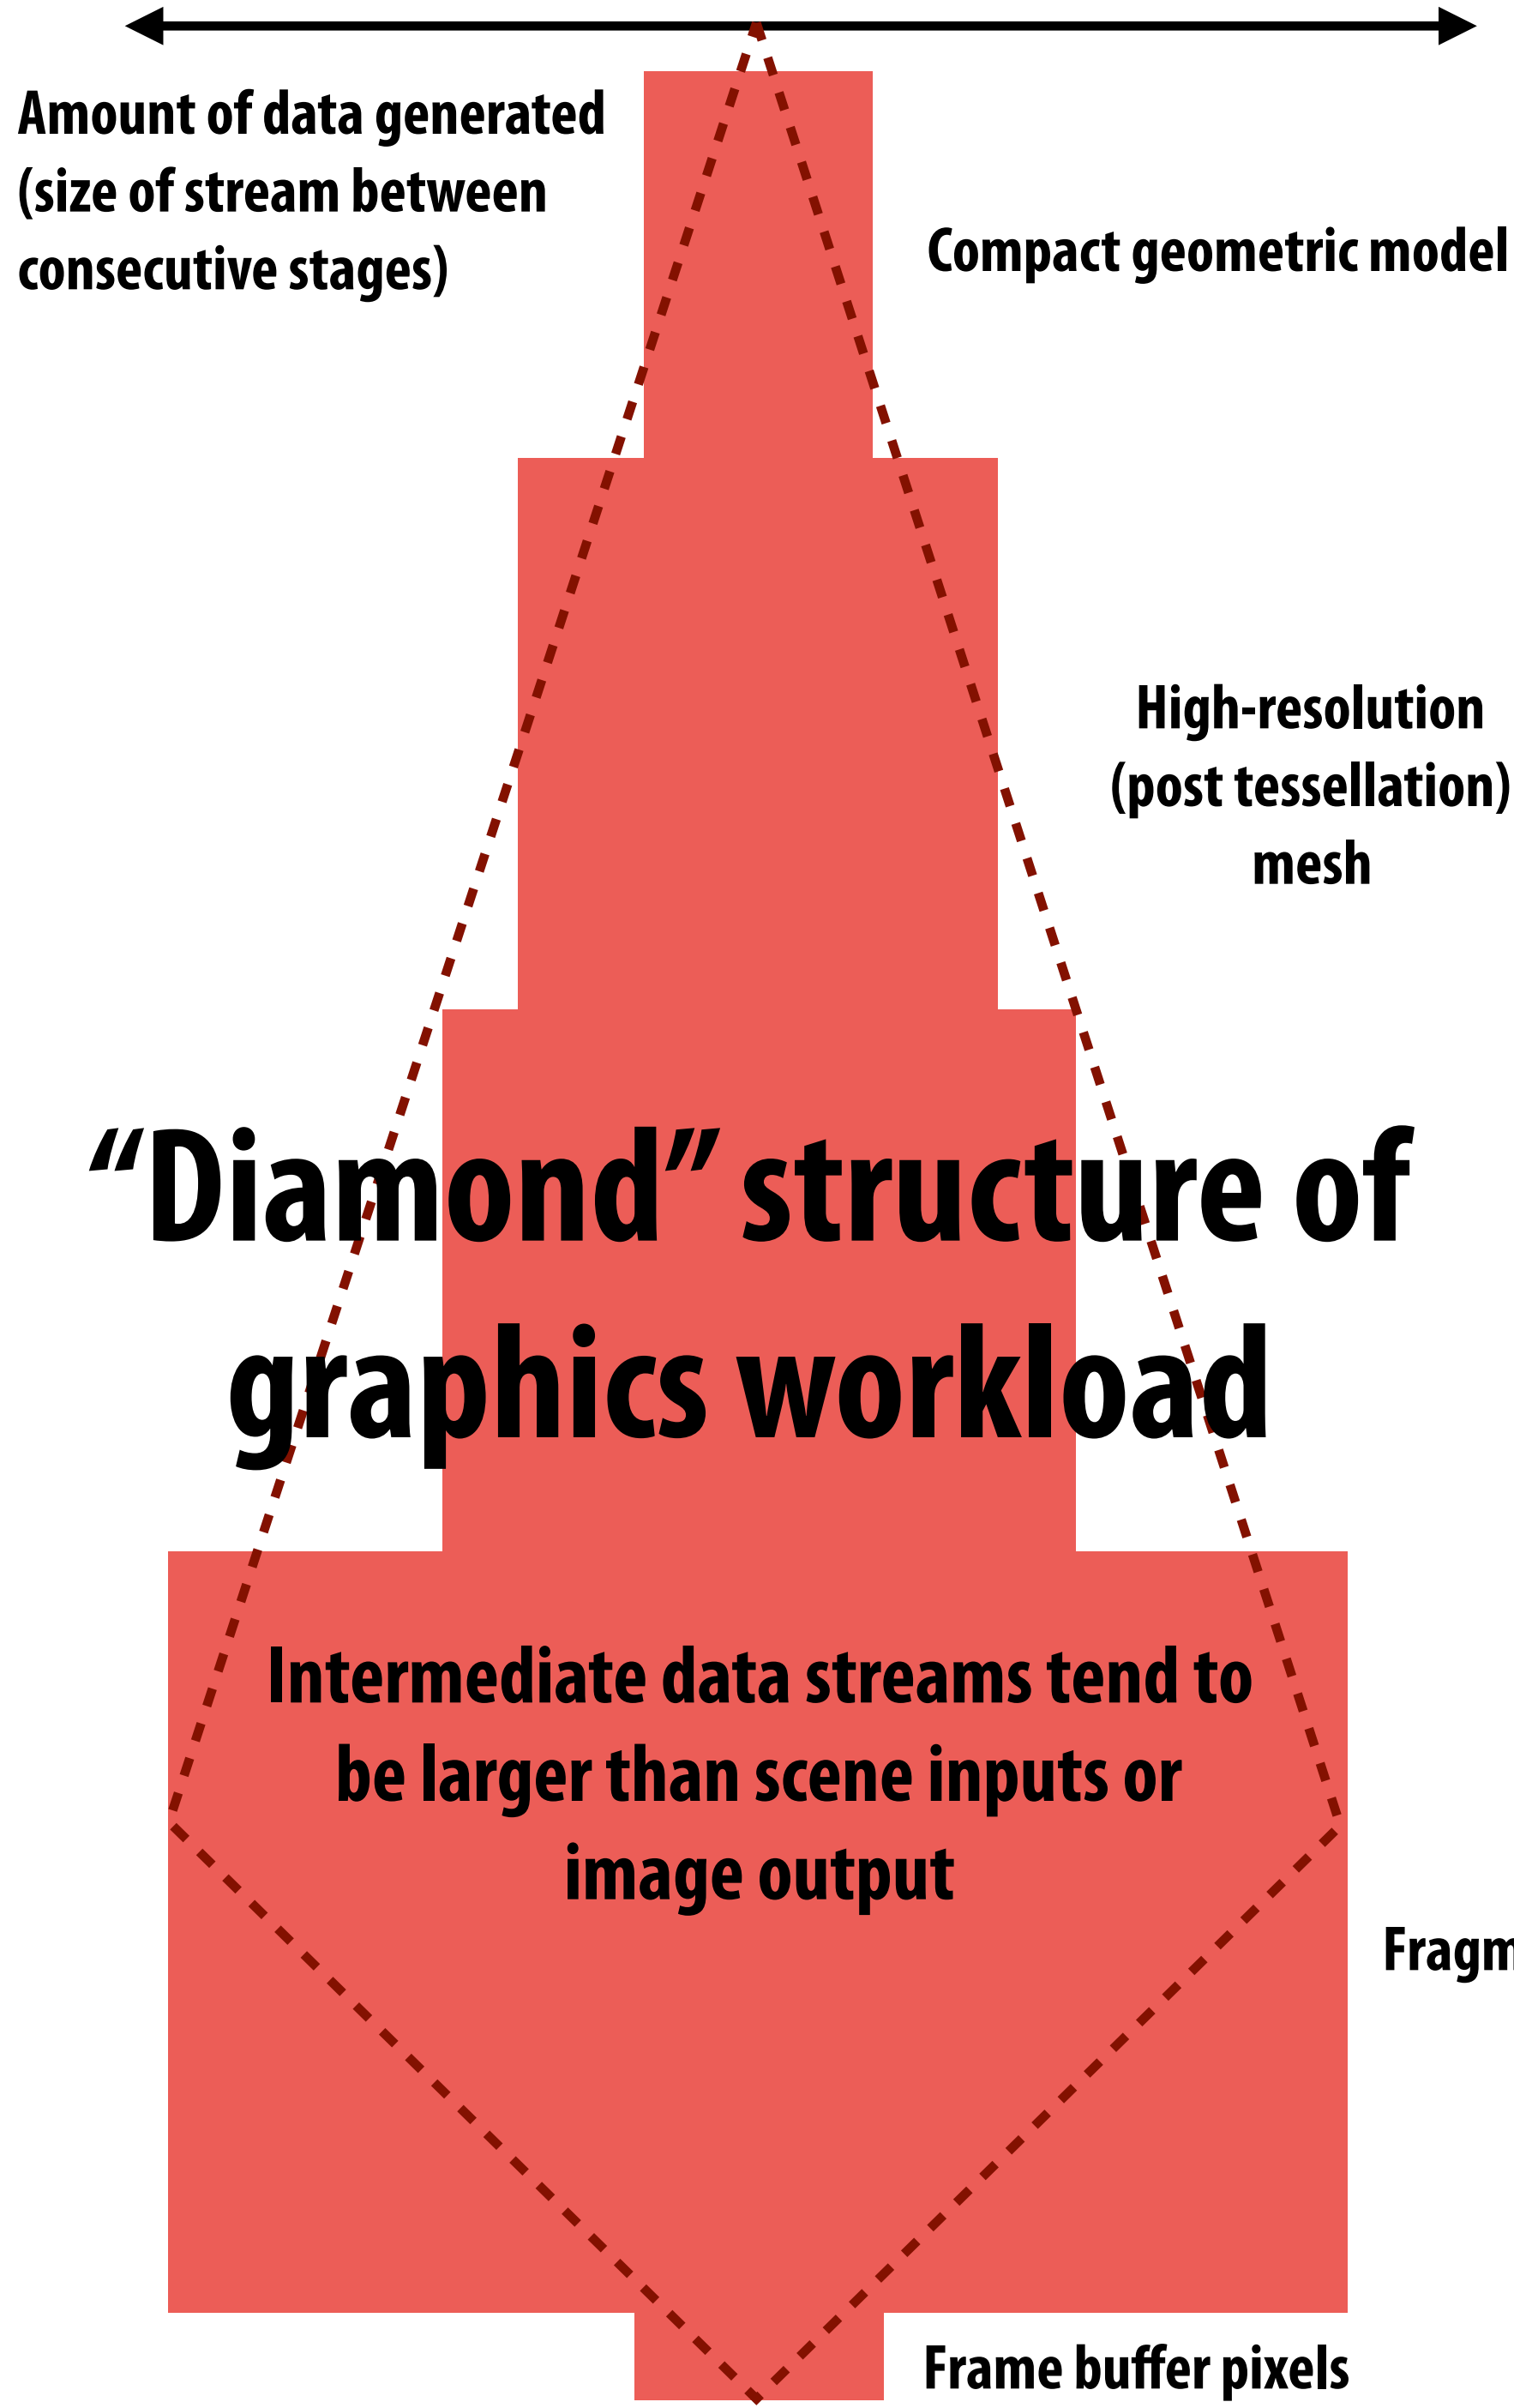 Amount of data generated
(size of stream between
consecutive stages)
Compact geometric model
High-resolution
(post tessellation)
mesh
“Diamond” structure of
graphics workload
Intermediate data streams tend to
be larger than scene inputs or
image output
Frame buffer pixels